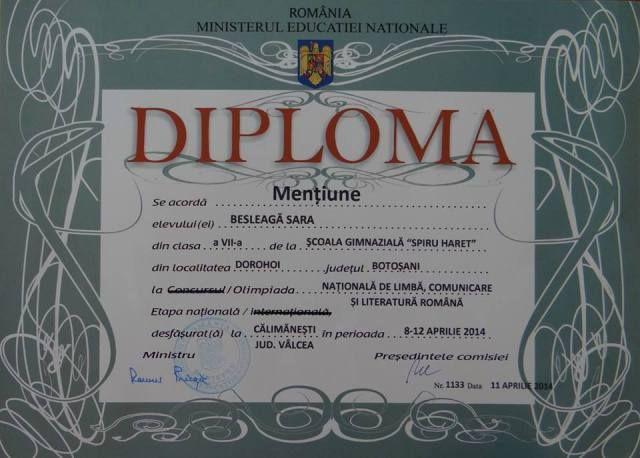 ROMÂNIA
MINISTERUL EDUCATIEI NATIONALE
DIPLOMA
Se acordă Mențiune
elevului(ei) BESLEAGĂ SARA
din clasa a VII-a de la ȘCOALA GIMNAZIALĂ "SPIRU HARET"
din localitatea DOROHOI județul BOTOȘANI
la Concursul / Olimpiada NAȚIONALĂ DE LIMBĂ, COMUNICARE
ȘI LITERATURĂ ROMÂNĂ
Etapa națională / internațională,
desfășurat(ă) la CĂLIMĂNEȘTI în perioada 8-12 APRILIE 2014
JUD. VÂLCEA
Ministru Președintele comisiei
Nr. 1133 Data 11 APRILIE 2014